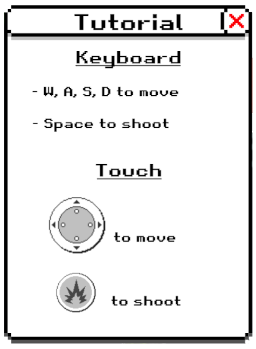 Tutorial
Keyboard
- W, A, S, D to move
- Space to shoot
Touch
to move
to shoot